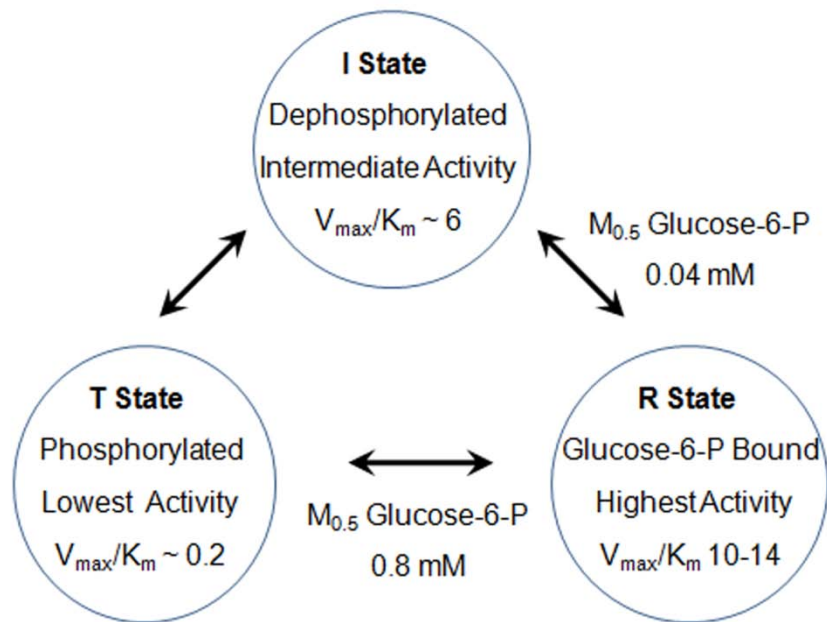 I State
Dephosphorylated
Intermediate Activity
Vmax/Km ~ 6
M0.5 Glucose-6-P
0.04 mM
T State
Phosphorylated
Lowest Activity
Vmax/Km ~ 0.2
M0.5 Glucose-6-P
0.8 mM
R State
Glucose-6-P Bound
Highest Activity
Vmax/Km 10-14